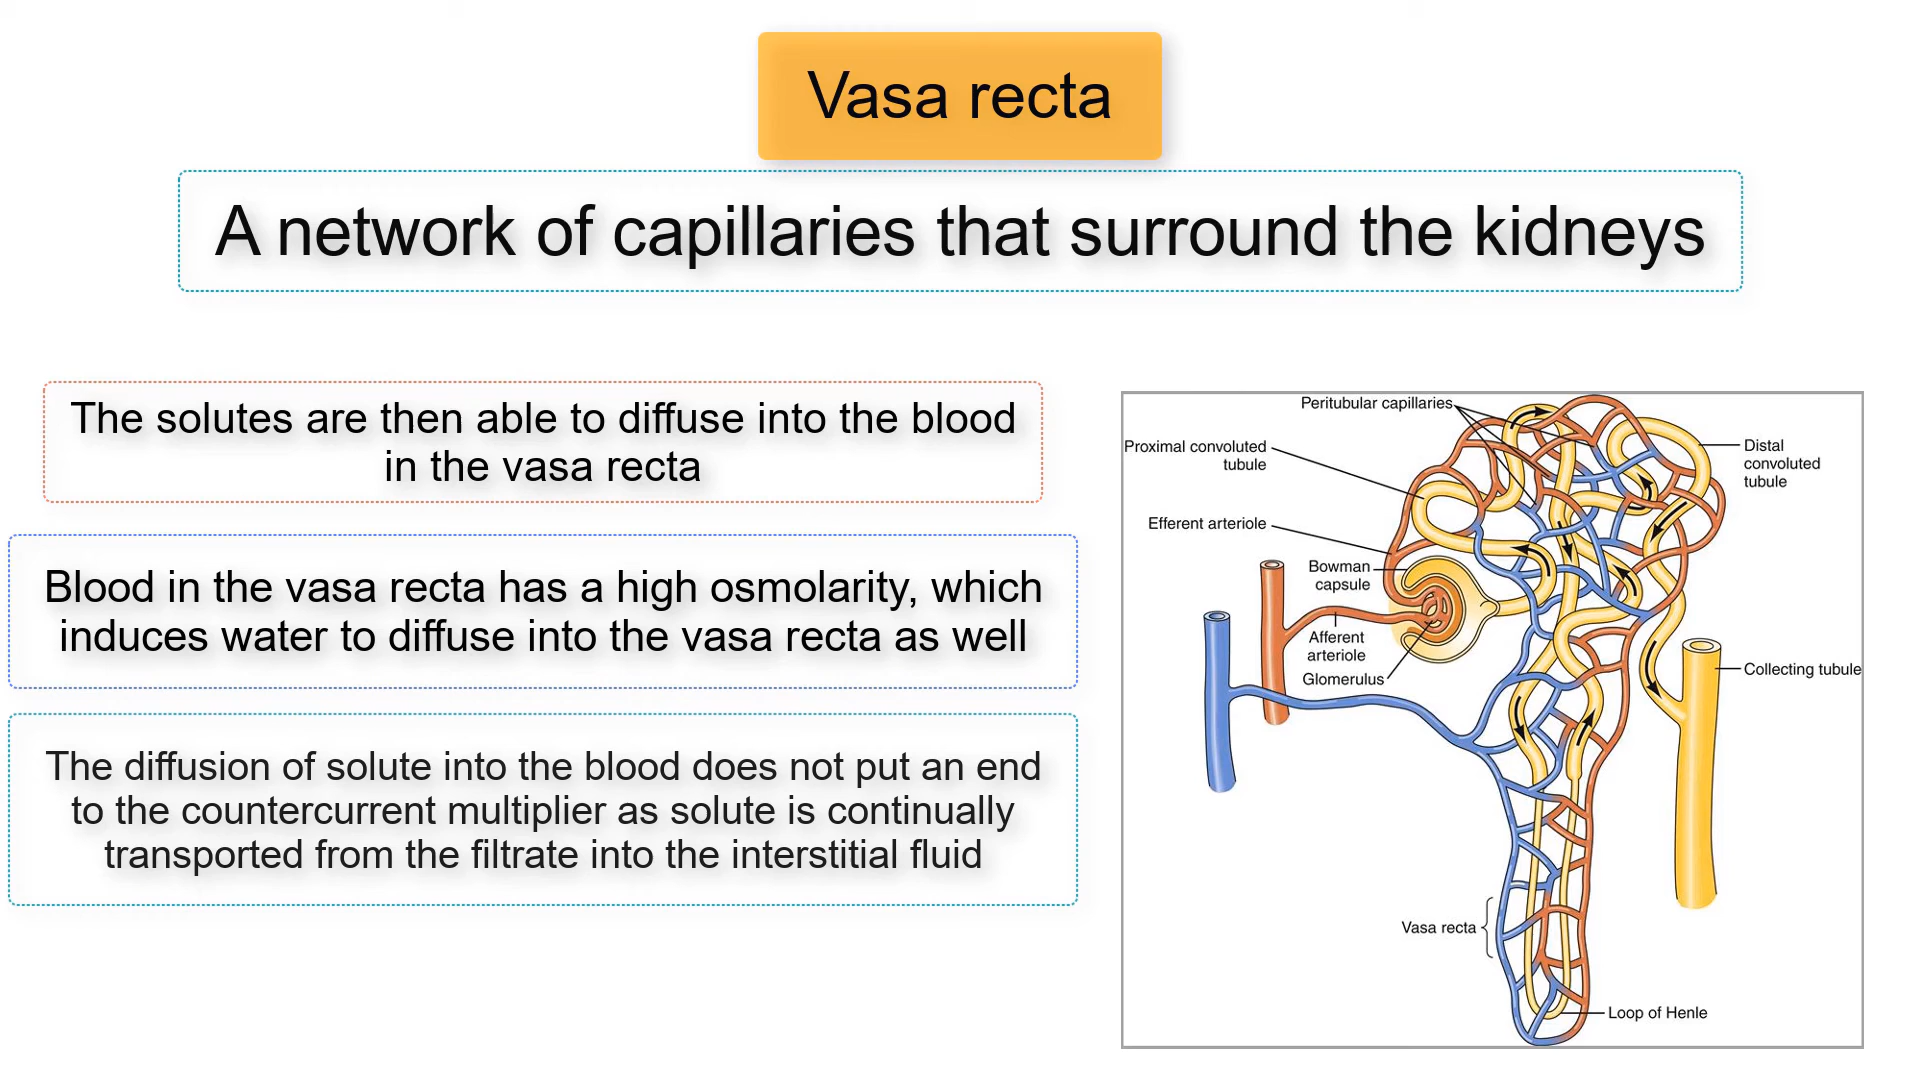 Vasa recta
A network of capillaries that surround the kidneys
The solutes are then able to diffuse into the blood
in the vasa recta
Blood in the vasa recta has a high osmolarity, which
induces water to diffuse into the vasa recta as well
The diffusion of solute into the blood does not put an end
to the countercurrent multiplier as solute is continually
transported from the filtrate into the interstitial fluid
Peritubular capillaries
Proximal convoluted
tubule
Distal
convoluted
tubule
Efferent arteriole
Bowman
capsule
Afferent
arteriole
Glomerulus
Collecting tubule
Vasa recta
Loop of Henle